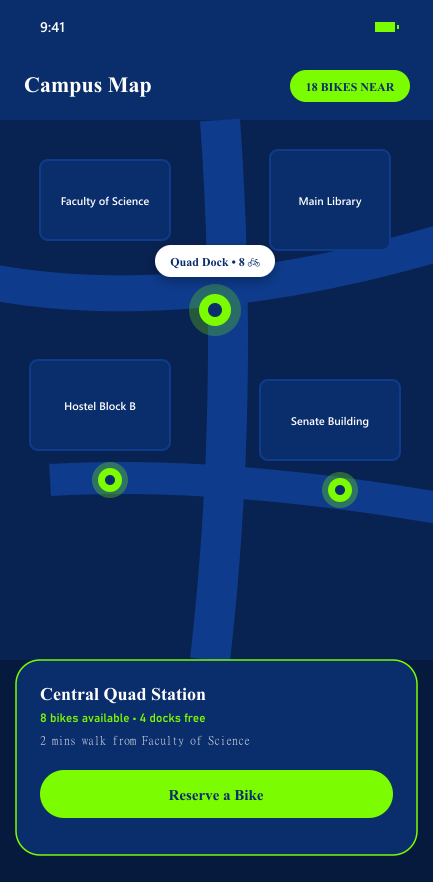 9:41
Campus Map
18 BIKES NEAR
Faculty of Science
Main Library
Quad Dock • 8 🚲
Hostel Block B
Senate Building
Central Quad Station
8 bikes available • 4 docks free
2 mins walk from Faculty of Science
Reserve a Bike